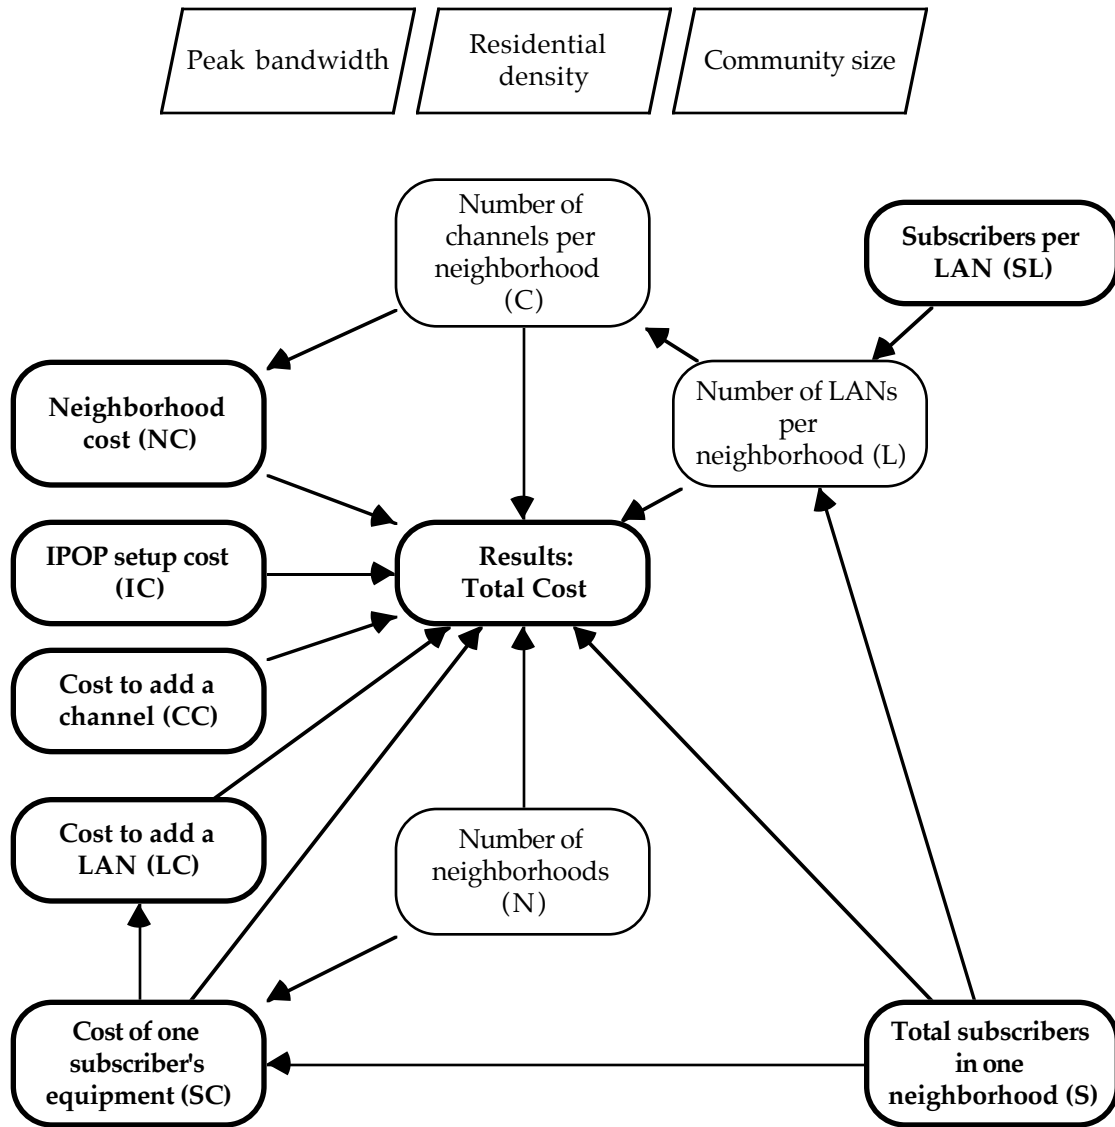 Peak bandwidth
Residential
density
Community size
Number of
channels per
neighborhood
(C)
Subscribers per
LAN (SL)
Neighborhood
cost (NC)
Number of LANs
per
neighborhood (L)
IPOP setup cost
(IC)
Results:
Total Cost
Cost to add a
channel (CC)
Cost to add a
LAN (LC)
Number of
neighborhoods
(N)
Cost of one
subscriber's
equipment (SC)
Total subscribers
in one
neighborhood (S)